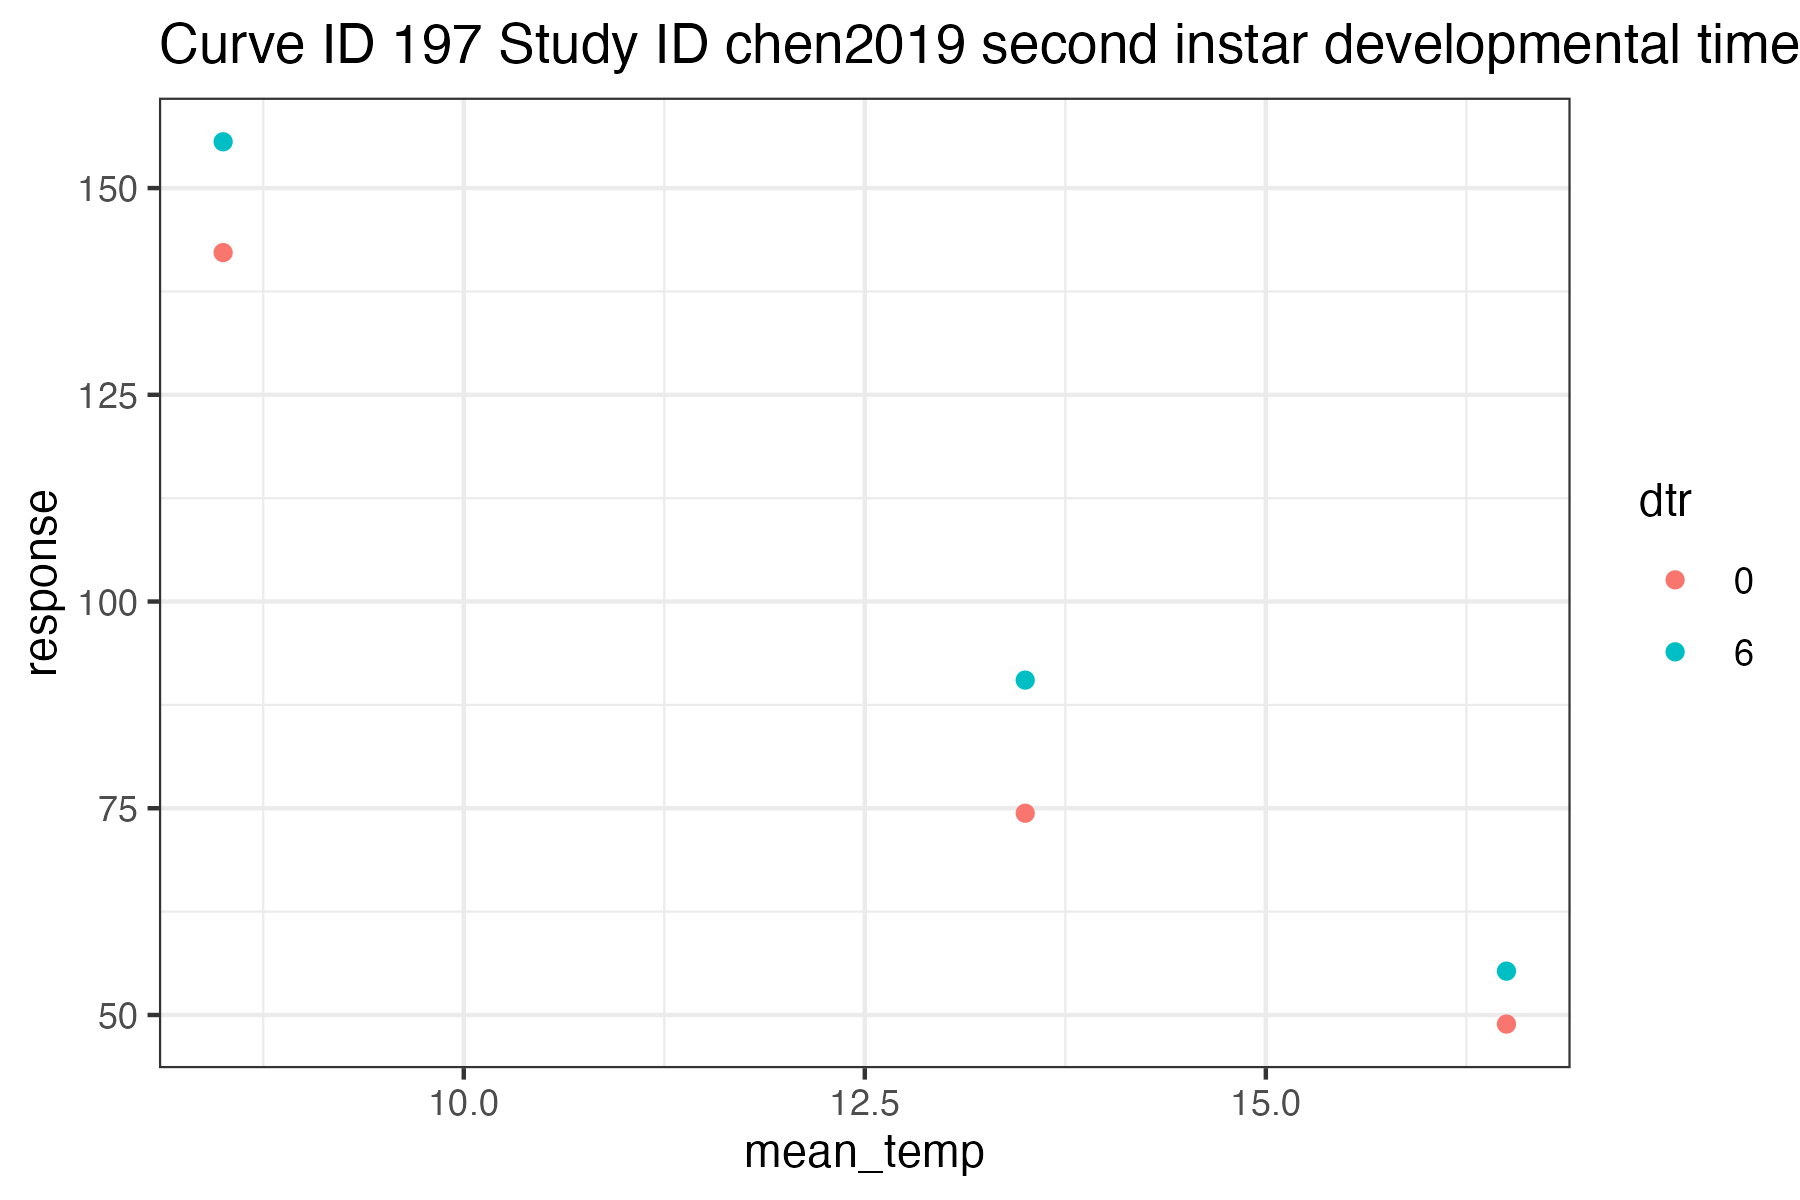 Curve ID 197 Study ID chen2019 second instar developmental time
150
125
100
75
50
response
10.0 12.5 15.0
mean_temp
dtr
0
6